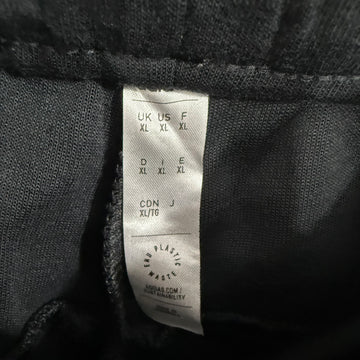 UK US F
XL XL XL
D I E
XL XL XL
CDN J
XL/TG
END PLASTIC WASTE
ADIDAS.COM/
SUSTAINABILITY